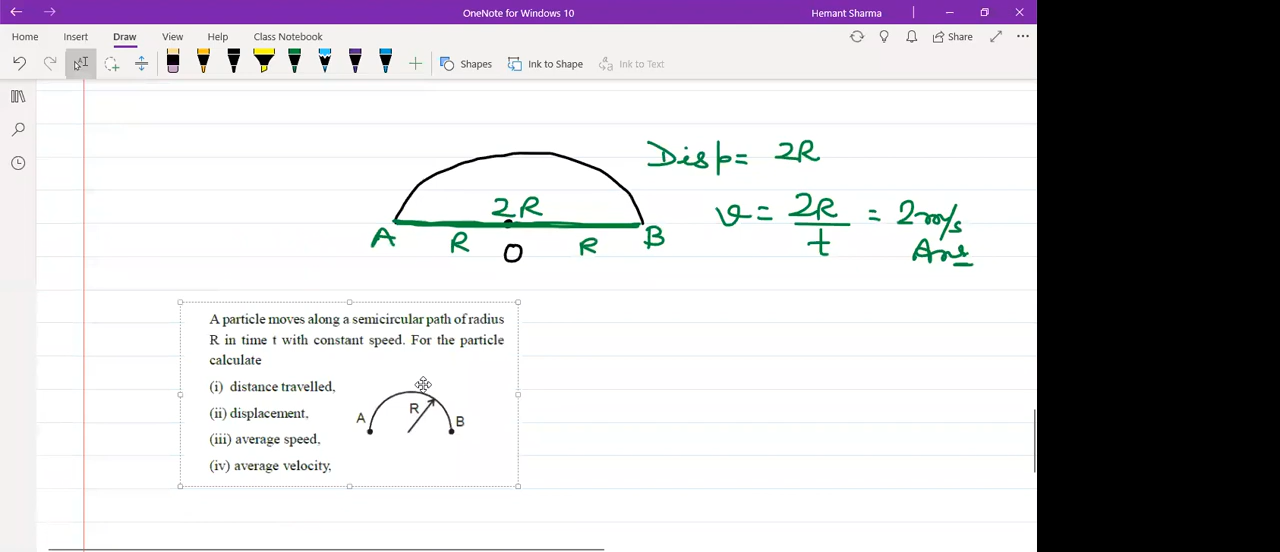 OneNote for Windows 10
Hemant Sharma
Home Insert Draw View Help Class Notebook
Share
Shapes Ink to Shape Ink to Text
Disp = 2R
2R
v = 2R/t = 2m/s
A R O R B
Ans
A particle moves along a semicircular path of radius
R in time t with constant speed. For the particle
calculate
(i) distance travelled,
(ii) displacement,
(iii) average speed,
(iv) average velocity,
A R B